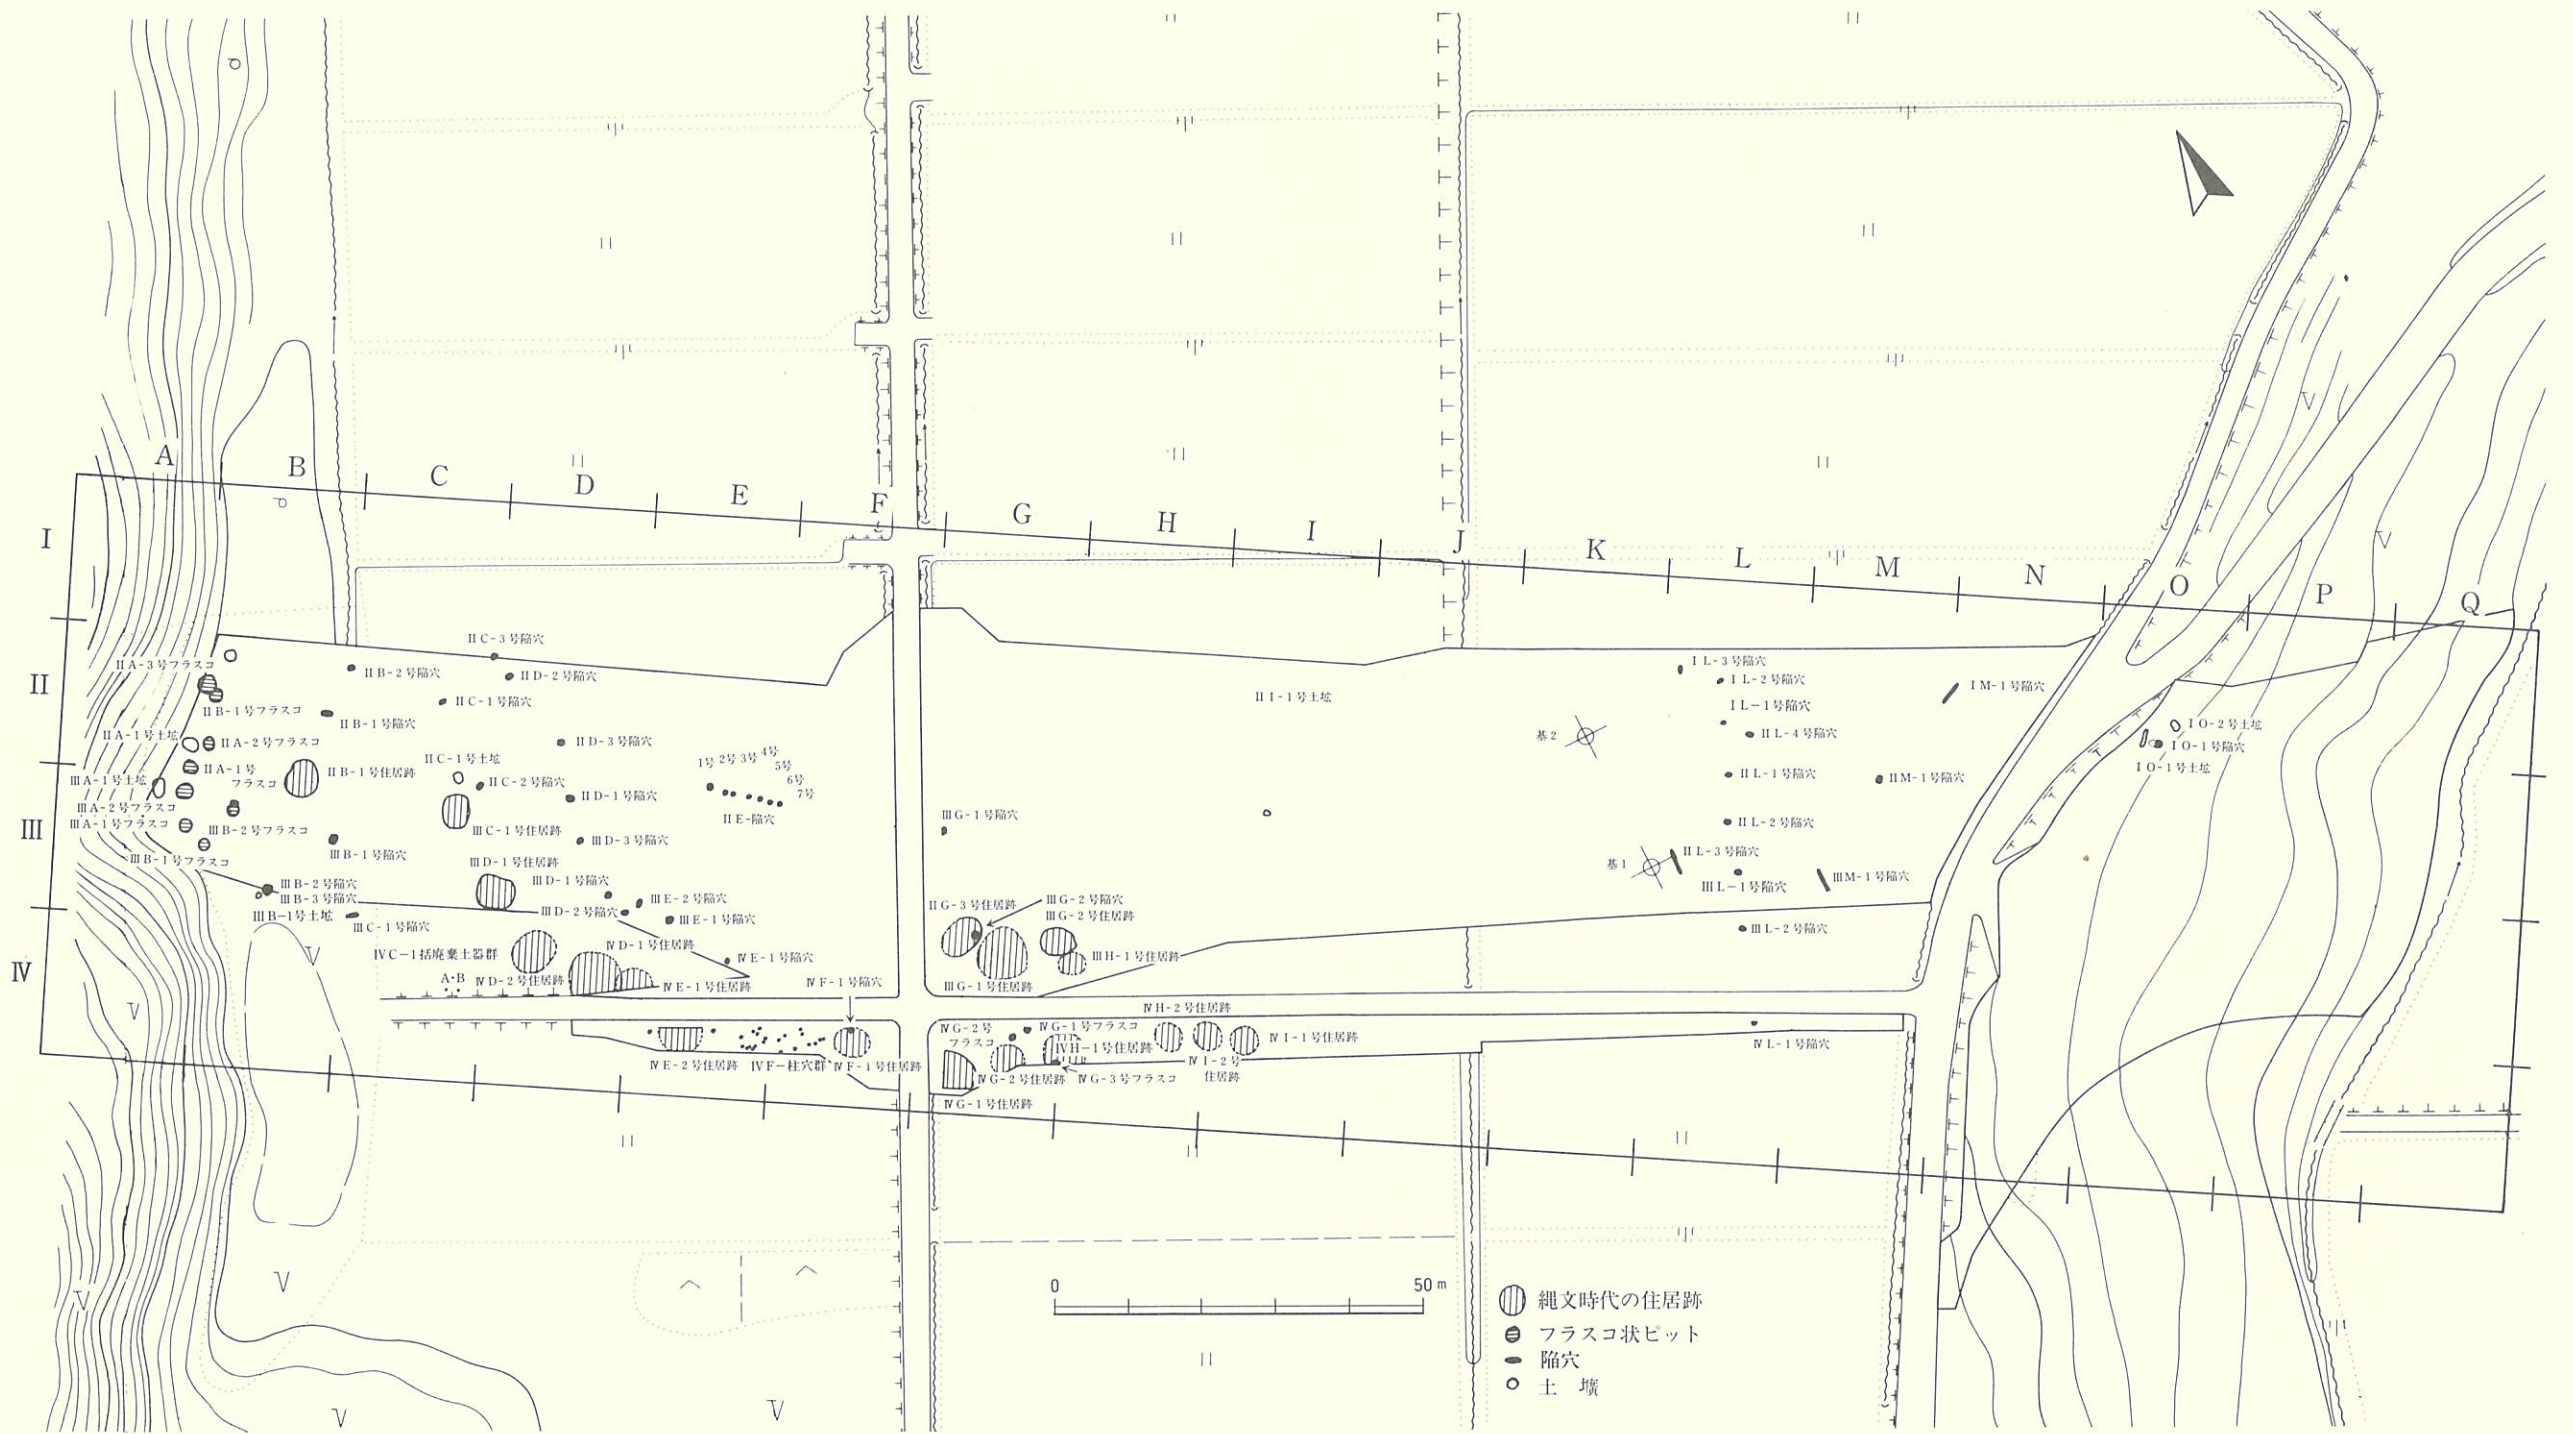 A
B
C
D
E
F
G
H
I
J
K
L
M
N
O
P
Q
I
II
III
IV
II C-3号陥穴
II A-3号フラスコ
II B-2号陥穴
II D-2号陥穴
II C-1号陥穴
II B-1号フラスコ
II B-1号陥穴
II A-1号土坛
II A-2号フラスコ
II D-3号陥穴
II A-1号
フラスコ
II B-1号住居跡
II C-1号土坛
II C-2号陥穴
II D-1号陥穴
1号 2号 3号 4号
5号
6号
7号
II E-陥穴
III A-1号土坛
III A-2号フラスコ
III A-1号フラスコ
III B-2号フラスコ
III B-1号フラスコ
III B-1号陥穴
III C-1号住居跡
III D-3号陥穴
III D-1号住居跡
III D-1号陥穴
III B-2号陥穴
III B-3号陥穴
III B-1号土坛
III C-1号陥穴
III D-2号陥穴
III E-2号陥穴
III E-1号陥穴
IV C-1括廃棄土器群
A・B
IV D-1号住居跡
IV D-2号住居跡
IV E-1号陥穴
IV E-1号住居跡
IV F-1号陥穴
IV E-2号住居跡
IV F-柱穴群
IV F-1号住居跡
II I-1号土坛
III G-1号陥穴
II G-3号住居跡
III G-2号陥穴
III G-2号住居跡
III H-1号住居跡
III G-1号住居跡
IV H-2号住居跡
IV G-2号
フラスコ
IV G-1号フラスコ
IV H-1号住居跡
IV I-1号住居跡
IV I-2号
住居跡
IV G-2号住居跡
IV G-3号フラスコ
IV G-1号住居跡
I L-3号陥穴
I L-2号陥穴
I L-1号陥穴
I M-1号陥穴
基2
II L-4号陥穴
II L-1号陥穴
II M-1号陥穴
II L-2号陥穴
基1
II L-3号陥穴
III L-1号陥穴
III M-1号陥穴
III L-2号陥穴
IV L-1号陥穴
I O-2号土坛
I O-1号陥穴
I O-1号土坛
0
50 m
縄文時代の住居跡
フラスコ状ピット
陥穴
土 壙